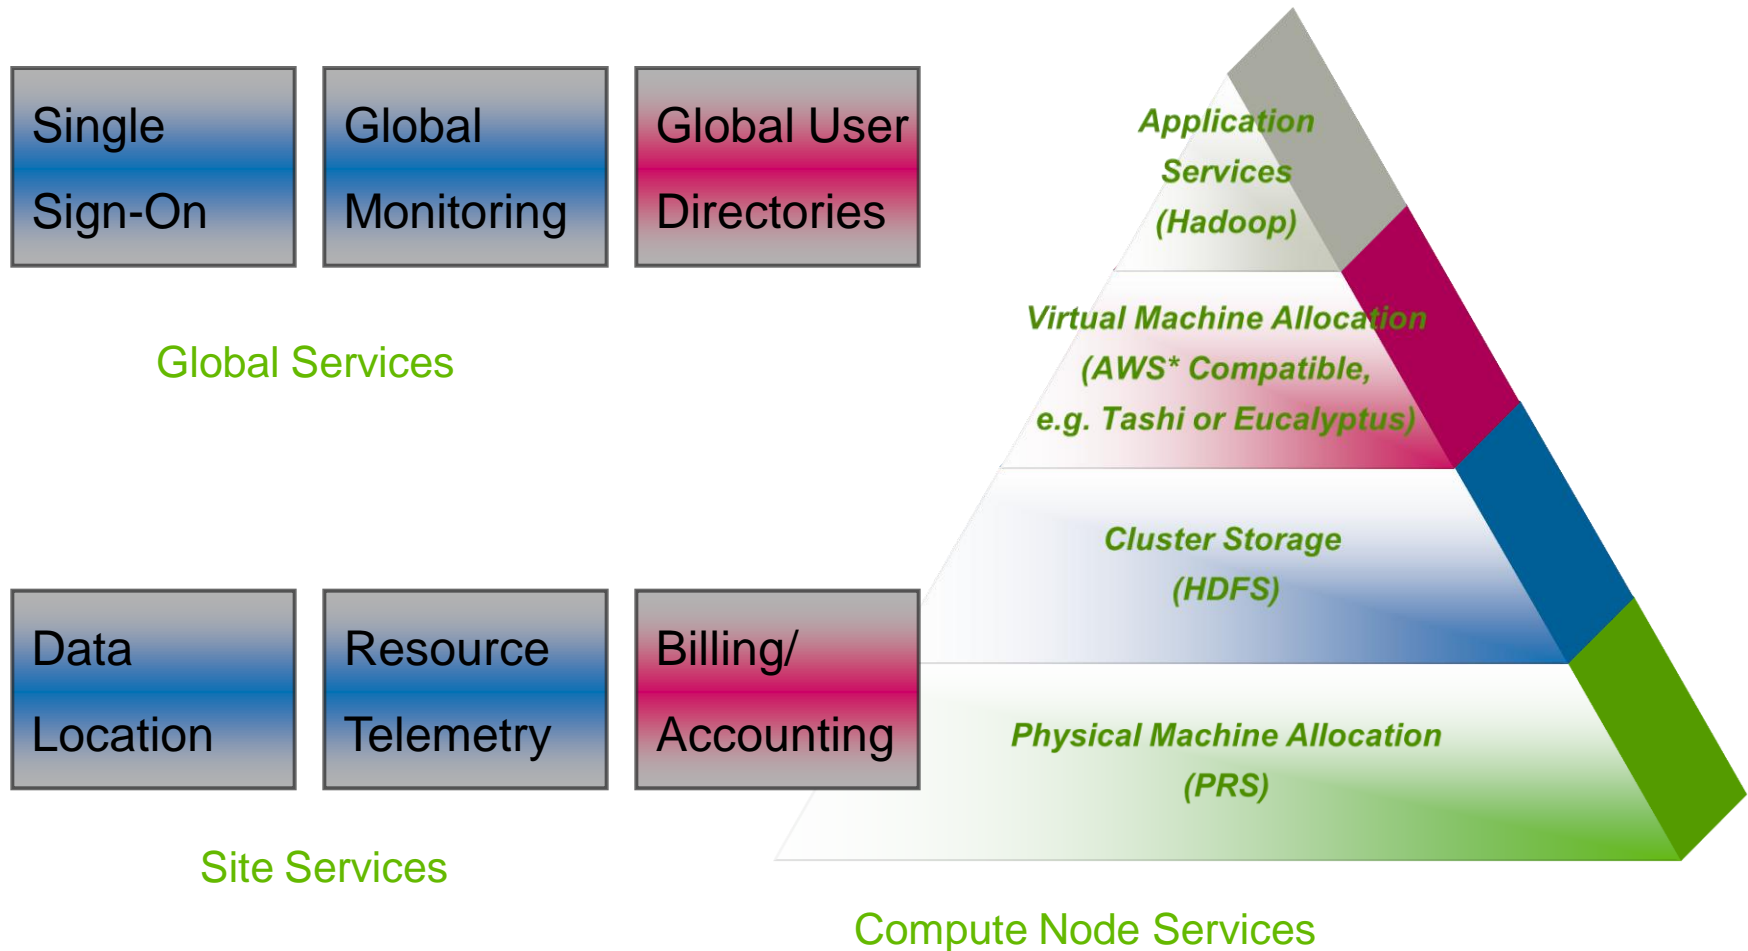 Single
Sign-On
Global
Monitoring
Global User
Directories
Global Services
Data
Location
Resource
Telemetry
Billing/
Accounting
Site Services
Application
Services
(Hadoop)
Virtual Machine Allocation
(AWS* Compatible,
e.g. Tashi or Eucalyptus)
Cluster Storage
(HDFS)
Physical Machine Allocation
(PRS)
Compute Node Services